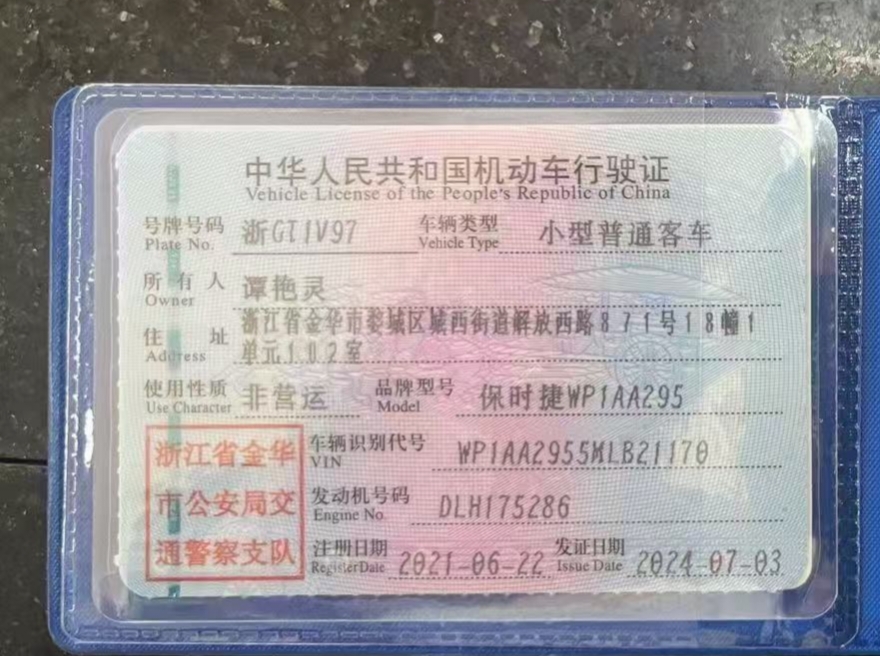 中华人民共和国机动车行驶证
Vehicle License of the People's Republic of China
号牌号码 浙GT1V97 车辆类型 小型普通客车
Plate No. Vehicle Type
所有人 谭艳灵
Owner
浙江省金华市婺城区城西街道解放西路871号18幢1
住址 单元102室
Address
使用性质 非营运 品牌型号 保时捷WP1AA295
Use Character Model
浙江省金华 车辆识别代号 WP1AA2955MLB21170
VIN
市公安局交 发动机号码 DLH175286
Engine No.
通警察支队 注册日期 2021-06-22 发证日期 2024-07-03
Register Date Issue Date